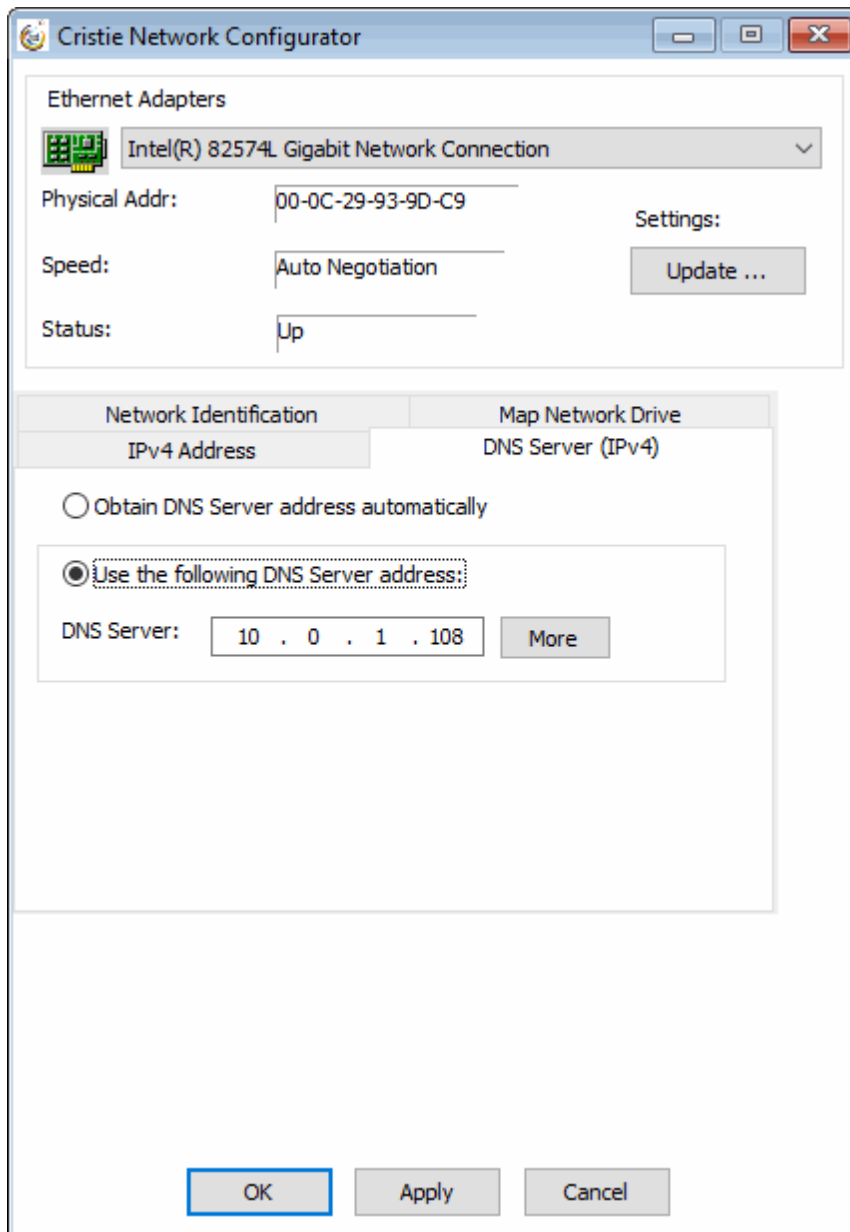 Cristie Network Configurator
Ethernet Adapters
Intel(R) 82574L Gigabit Network Connection
Physical Addr: 00-0C-29-93-9D-C9
Settings:
Speed: Auto Negotiation
Update ...
Status: Up
Network Identification Map Network Drive
IPv4 Address DNS Server (IPv4)
Obtain DNS Server address automatically
Use the following DNS Server address:
DNS Server: 10 . 0 . 1 . 108 More
OK Apply Cancel